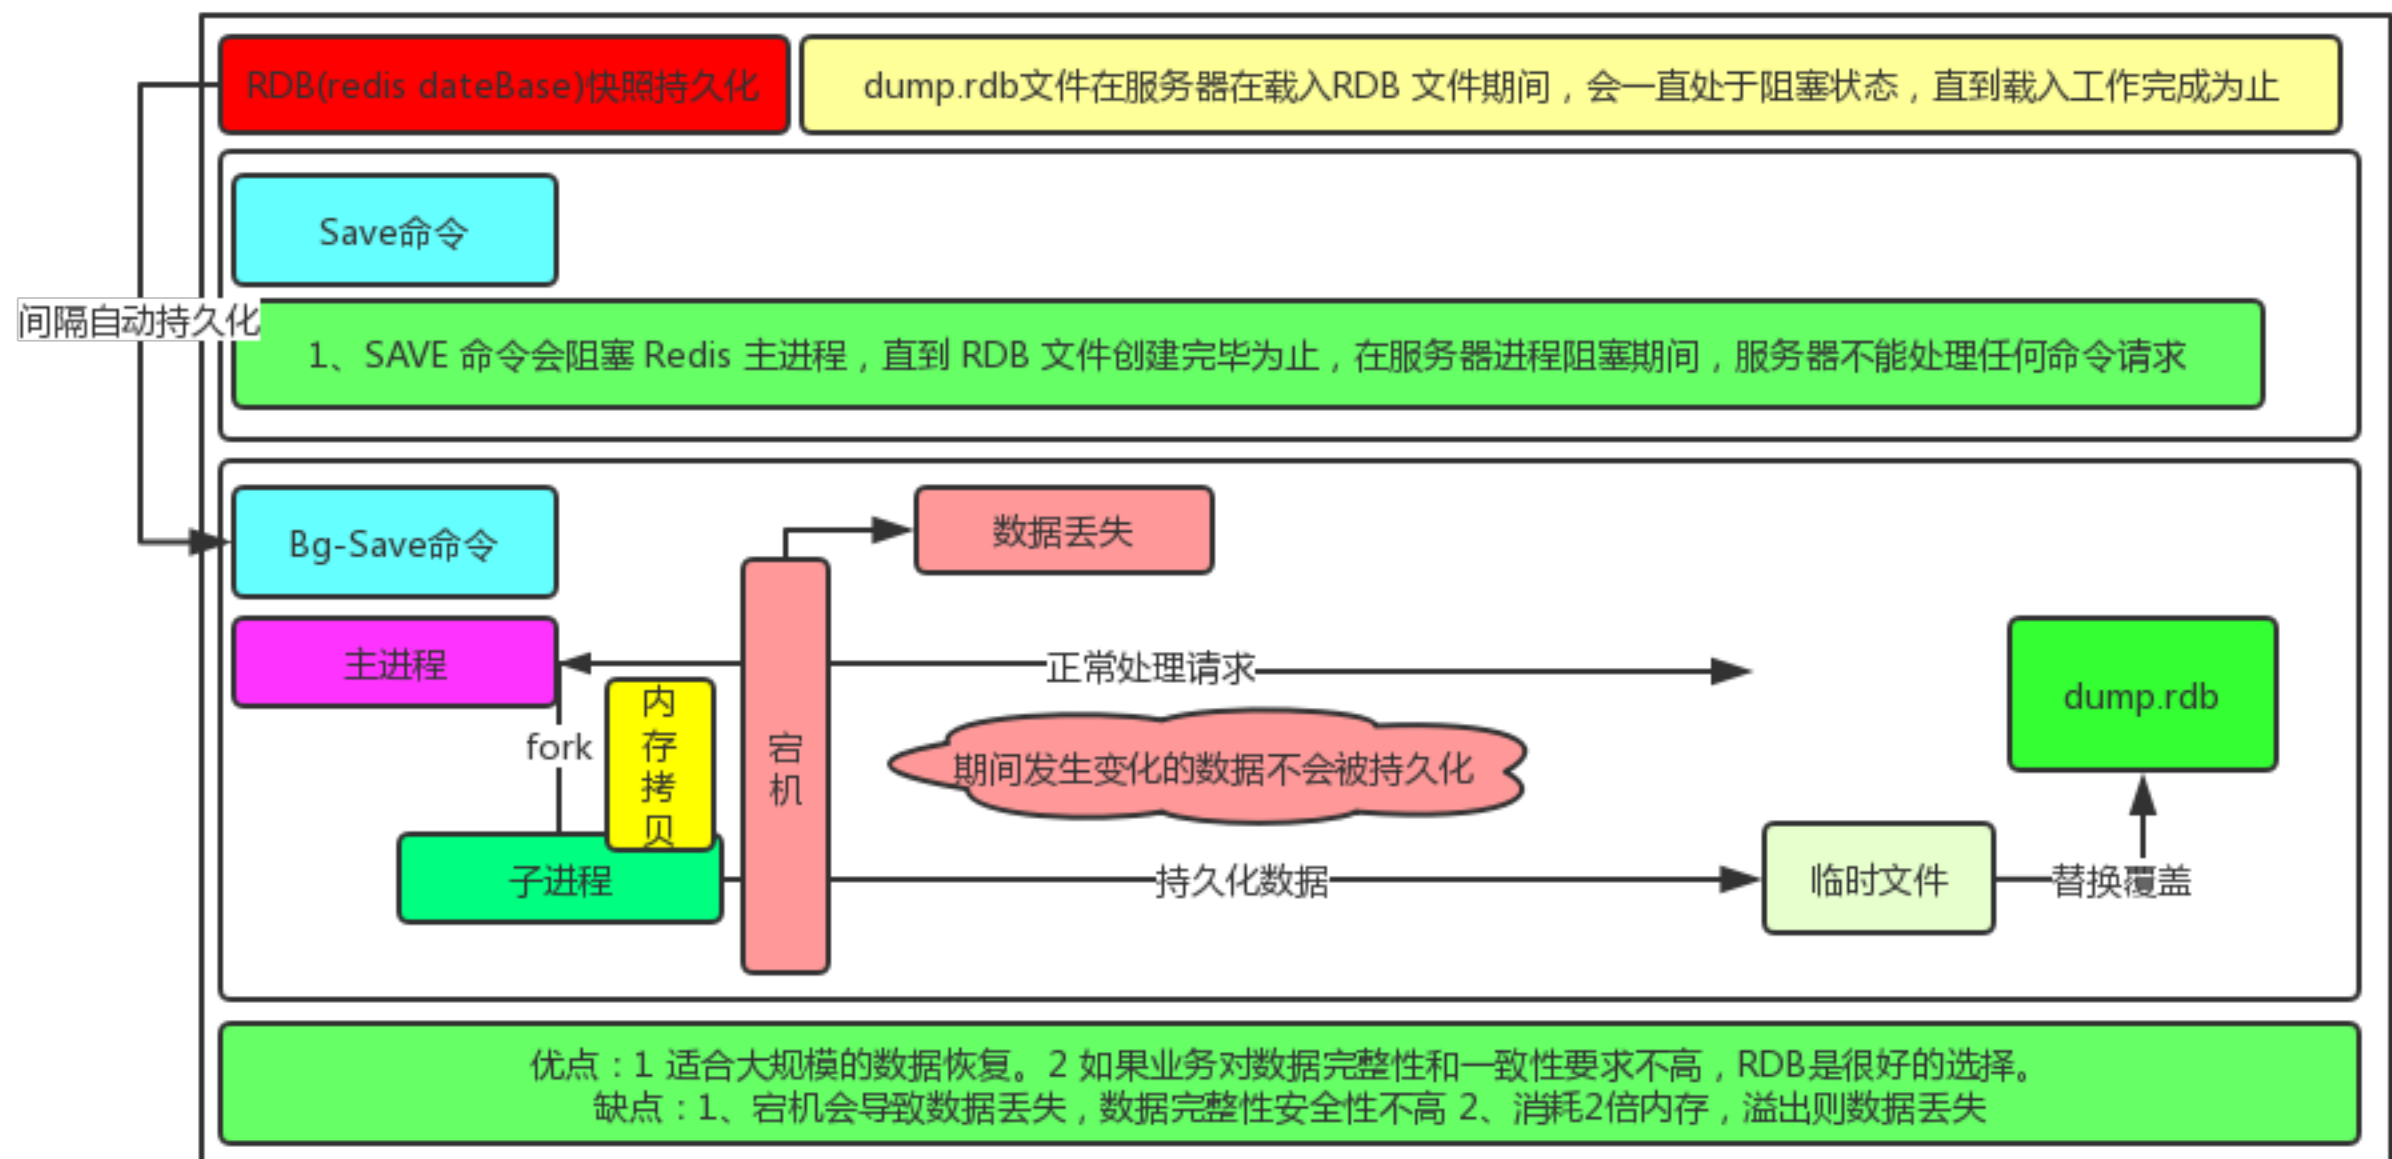 RDB(redis dateBase)快照持久化
dump.rdb文件在服务器在载入RDB 文件期间，会一直处于阻塞状态，直到载入工作完成为止
Save命令
间隔自动持久化
1、SAVE 命令会阻塞 Redis 主进程，直到 RDB 文件创建完毕为止，在服务器进程阻塞期间，服务器不能处理任何命令请求
Bg-Save命令
数据丢失
主进程
正常处理请求
dump.rdb
fork
内
存
拷
贝
宕
机
期间发生变化的数据不会被持久化
子进程
持久化数据
临时文件
替换覆盖
优点：1 适合大规模的数据恢复。2 如果业务对数据完整性和一致性要求不高，RDB是很好的选择。
缺点：1、宕机会导致数据丢失，数据完整性安全性不高 2、消耗2倍内存，溢出则数据丢失